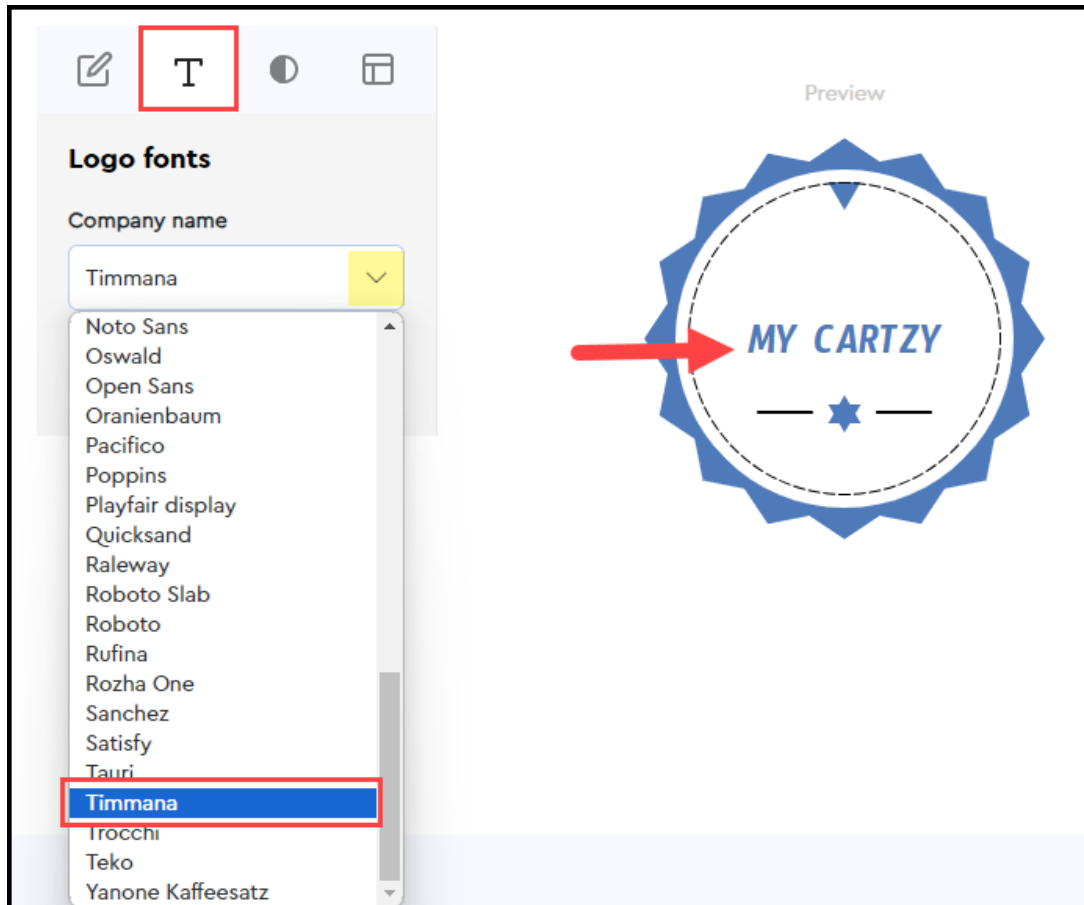 T
Preview
Logo fonts
Company name
Timmana
Noto Sans
Oswald
Open Sans
Oranienbaum
Pacifico
Poppins
Playfair display
Quicksand
Raleway
Roboto Slab
Roboto
Rufina
Rozha One
Sanchez
Satisfy
Tauri
Timmana
Trocchi
Teko
Yanone Kaffeesatz
MY CARTZY